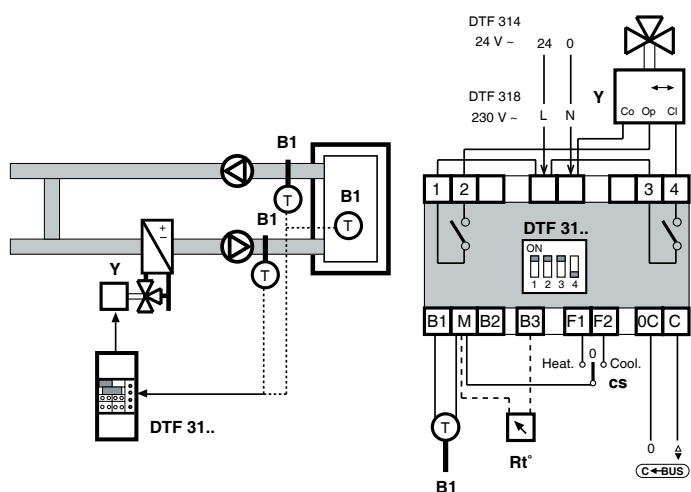 B1
T
B1
T
B1
T
+
−
Y
DTF 31..
DTF 314
24 V ~
24 0
DTF 318
230 V ~
L N
Y
Co Op Cl
1 2 3 4
DTF 31..
ON
1 2 3 4
B1 M B2 B3 F1 F2 0C C
Heat. 0 Cool.
cs
T
B1
Rt°
0
C BUS